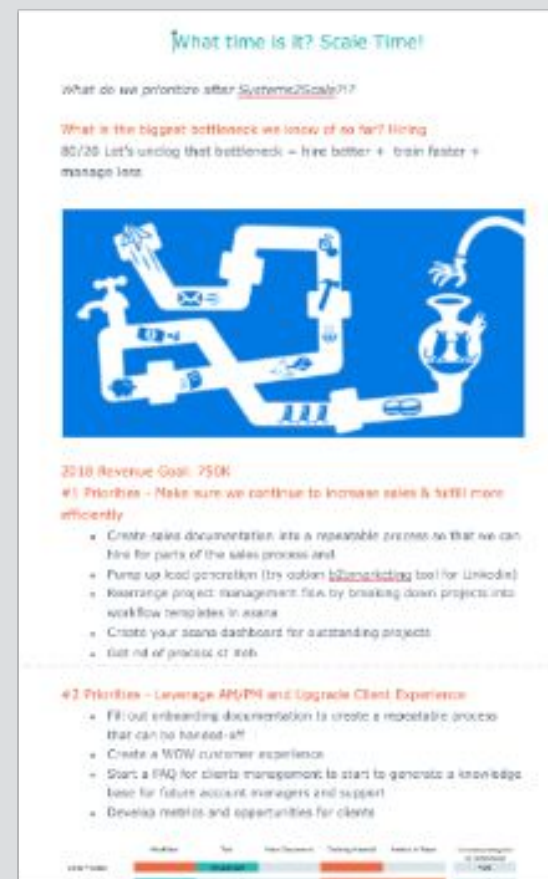 What time is it? Scale Time!
What do we prioritize after Systems2Scale?!?
What is the biggest bottleneck we know of so far? Hiring
80/20 Let's unclog that bottleneck – hire better + train faster +
manage less
2018 Revenue Goal: 750K
#1 Priorities - Make sure we continue to increase sales & fulfill more
efficiently
Create sales documentation into a repeatable process so that we can
hire for parts of the sales process and
Pump up lead generation (try option tool for LinkedIn)
Rearrange project management flow by breaking down projects into
workflow templates in asana
Create your asana dashboard for outstanding projects
Get rid of process st
#2 Priorities - Leverage AM/PM and Upgrade Client Experience
Fill out onboarding documentation to create a repeatable process
that can be handed-off
Create a WOW customer experience
Start a FAQ for clients management to start to generate a knowledge
base for future account managers and support
Develop metrics and opportunities for clients